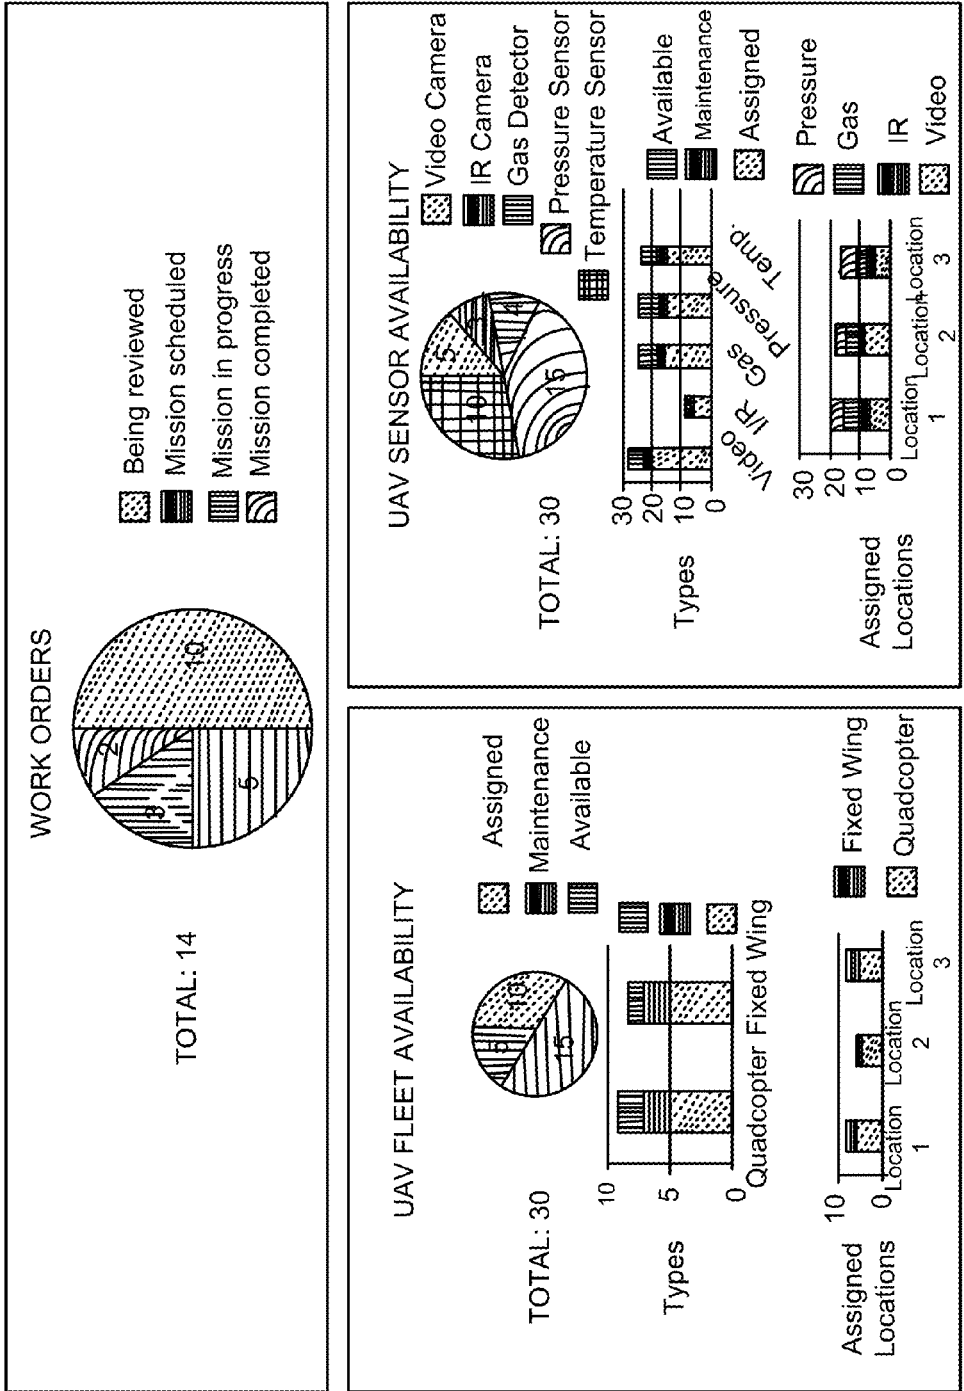 WORK ORDERS
TOTAL: 14
10
2
3
5
Being reviewed
Mission scheduled
Mission in progress
Mission completed
UAV FLEET AVAILABILITY
TOTAL: 30
10
5
15
Assigned
Maintenance
Available
Types
10
5
0
Quadcopter Fixed Wing
Assigned
Locations
10
0
Location
1
Location
2
Location
3
Fixed Wing
Quadcopter
UAV SENSOR AVAILABILITY
TOTAL: 30
5
3
4
15
10
Video Camera
IR Camera
Gas Detector
Pressure Sensor
Temperature Sensor
Types
30
20
10
0
Video
I/R
Gas
Pressure
Temp.
Available
Maintenance
Assigned
Assigned
Locations
30
20
10
0
Location
1
Location
2
Location
3
Pressure
Gas
IR
Video